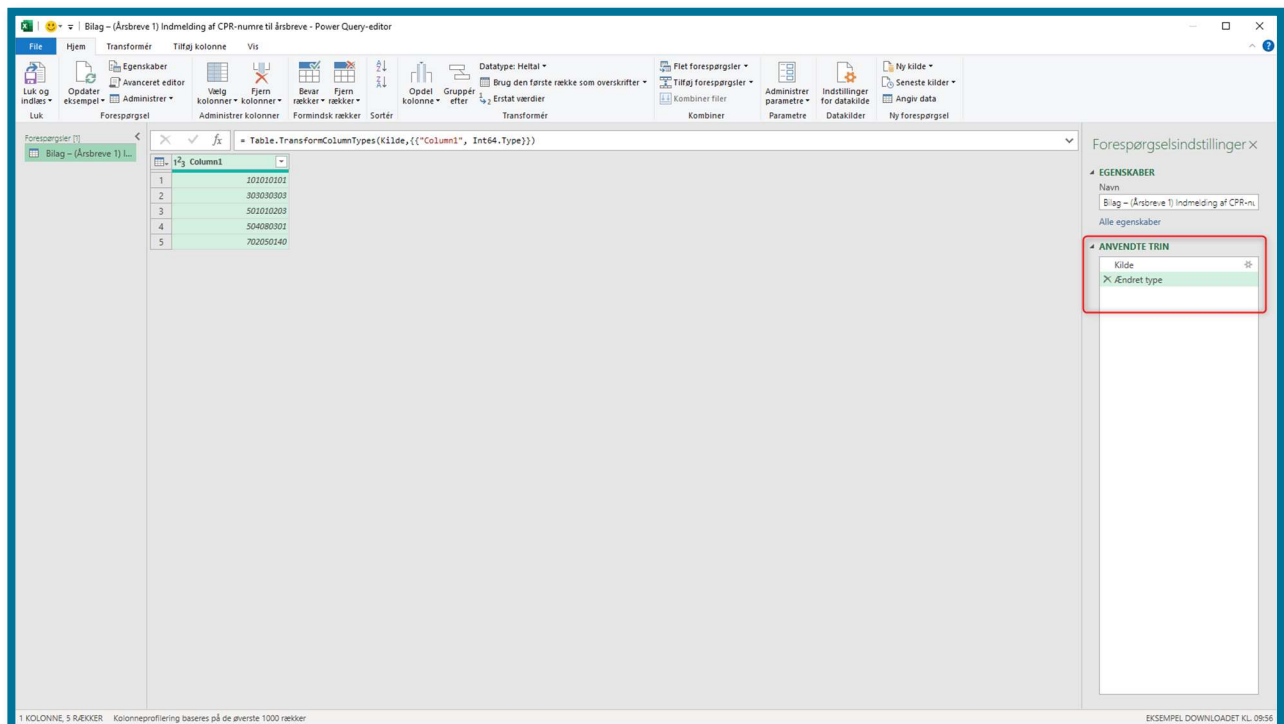 Bilag – (Årsbreve 1) Indmelding af CPR-numre til årsbreve - Power Query-editor
File Hjem Transformér Tilføj kolonne Vis
Luk og indlæs
Opdater eksempel
Egenskaber
Avanceret editor
Administrer
Vælg kolonner
Fjern kolonner
Bevar rækker
Fjern rækker
Opdel kolonne
Gruppér efter
Datatype: Heltal
Brug den første række som overskrifter
Erstat værdier
Flet forespørgsler
Tilføj forespørgsler
Kombiner filer
Administrer parametre
Indstillinger for datakilde
Ny kilde
Seneste kilder
Angiv data
Luk Forespørgsel Administrer kolonner Formindsk rækker Sortér Transformér Kombiner Parametre Datakilder Ny forespørgsel
Forespørgsler [1]
Bilag – (Årsbreve 1) I...
fx = Table.TransformColumnTypes(Kilde,{{"Column1", Int64.Type}})
1²3 Column1
1 101010101
2 303030303
3 501010203
4 504080301
5 702050140
Forespørgselsindstillinger
EGENSKABER
Navn
Bilag – (Årsbreve 1) Indmelding af CPR-nu
Alle egenskaber
ANVENDTE TRIN
Kilde
Ændret type
1 KOLONNE, 5 RÆKKER Kolonneprofilering baseres på de øverste 1000 rækker
EKSEMPEL DOWNLOADET KL. 09:56